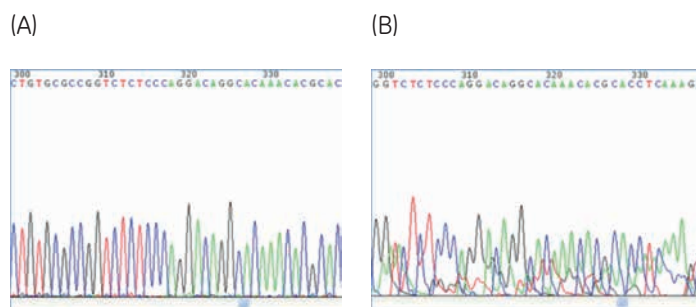 (A)
(B)
300 310 320 330
CTGTGCGCCGGTCTCTCCCAGGACAGGCACAAACACGCAC
300 310 320 330
GGTCTCTCCCAGGACAGGCACAAACACGCACCTCAAAG